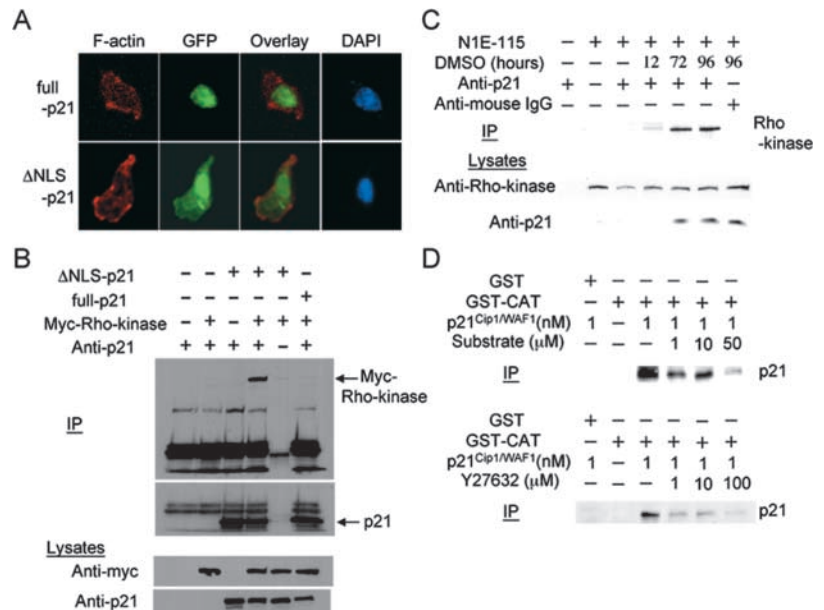 A
F-actin GFP Overlay DAPI
full
-p21
ΔNLS
-p21
B
ΔNLS-p21 − − + + + −
full-p21 − − − − − +
Myc-Rho-kinase − + − + + +
Anti-p21 + + + + − +
IP
Myc-
Rho-kinase
p21
Lysates
Anti-myc
Anti-p21
C
N1E-115 − + + + + + +
DMSO (hours) − − − 12 72 96 96
Anti-p21 + − + + + + −
Anti-mouse IgG − − − − − − +
IP
Rho
-kinase
Lysates
Anti-Rho-kinase
Anti-p21
D
GST + − − − − −
GST-CAT − + + + + +
p21Cip1/WAF1(nM) 1 − 1 1 1 1
Substrate (μM) − − − 1 10 50
IP
p21
GST + − − − − −
GST-CAT − + + + + +
p21Cip1/WAF1(nM) 1 − 1 1 1 1
Y27632 (μM) − − − 1 10 100
IP
p21